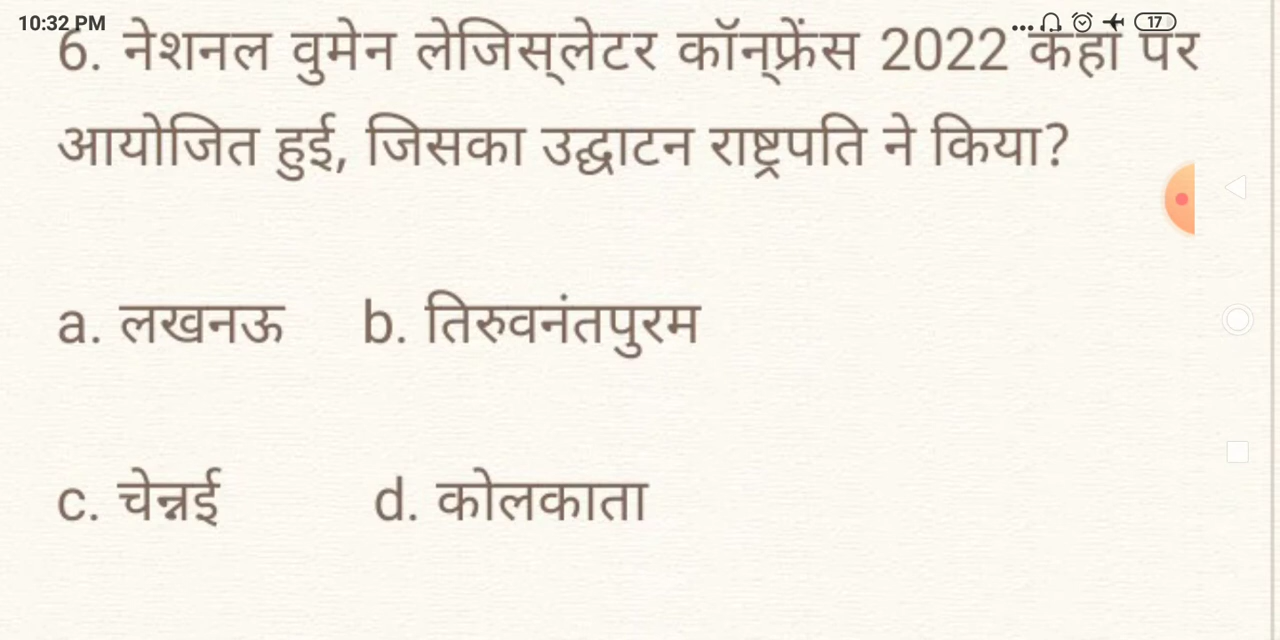 10:32 PM
17
6. नेशनल वुमेन लेजिस्लेटर कॉन्फ्रेंस 2022 कहां पर
आयोजित हुई, जिसका उद्घाटन राष्ट्रपति ने किया?
a. लखनऊ b. तिरुवनंतपुरम
c. चेन्नई d. कोलकाता